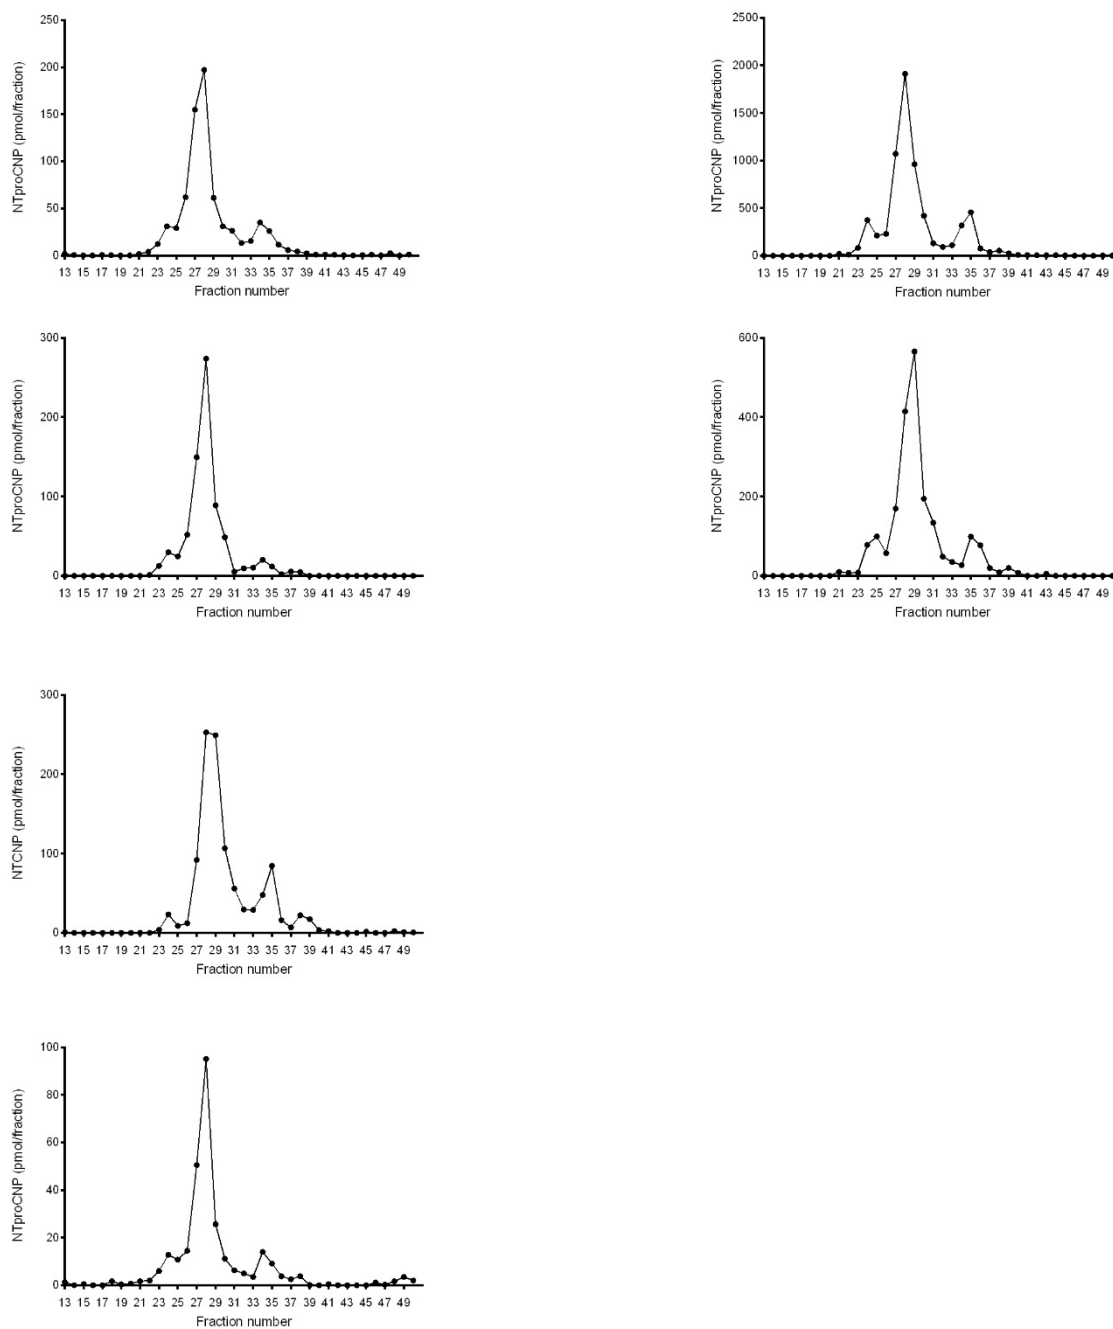 NTproCNP (pmol/fraction)
250
200
150
100
50
0
13 15 17 19 21 23 25 27 29 31 33 35 37 39 41 43 45 47 49
Fraction number
NTproCNP (pmol/fraction)
2500
2000
1500
1000
500
0
13 15 17 19 21 23 25 27 29 31 33 35 37 39 41 43 45 47 49
Fraction number
NTproCNP (pmol/fraction)
300
200
100
0
13 15 17 19 21 23 25 27 29 31 33 35 37 39 41 43 45 47 49
Fraction number
NTproCNP (pmol/fraction)
600
400
200
0
13 15 17 19 21 23 25 27 29 31 33 35 37 39 41 43 45 47 49
Fraction number
NTCNP (pmol/fraction)
300
200
100
0
13 15 17 19 21 23 25 27 29 31 33 35 37 39 41 43 45 47 49
Fraction number
NTproCNP (pmol/fraction)
100
80
60
40
20
0
13 15 17 19 21 23 25 27 29 31 33 35 37 39 41 43 45 47 49
Fraction number